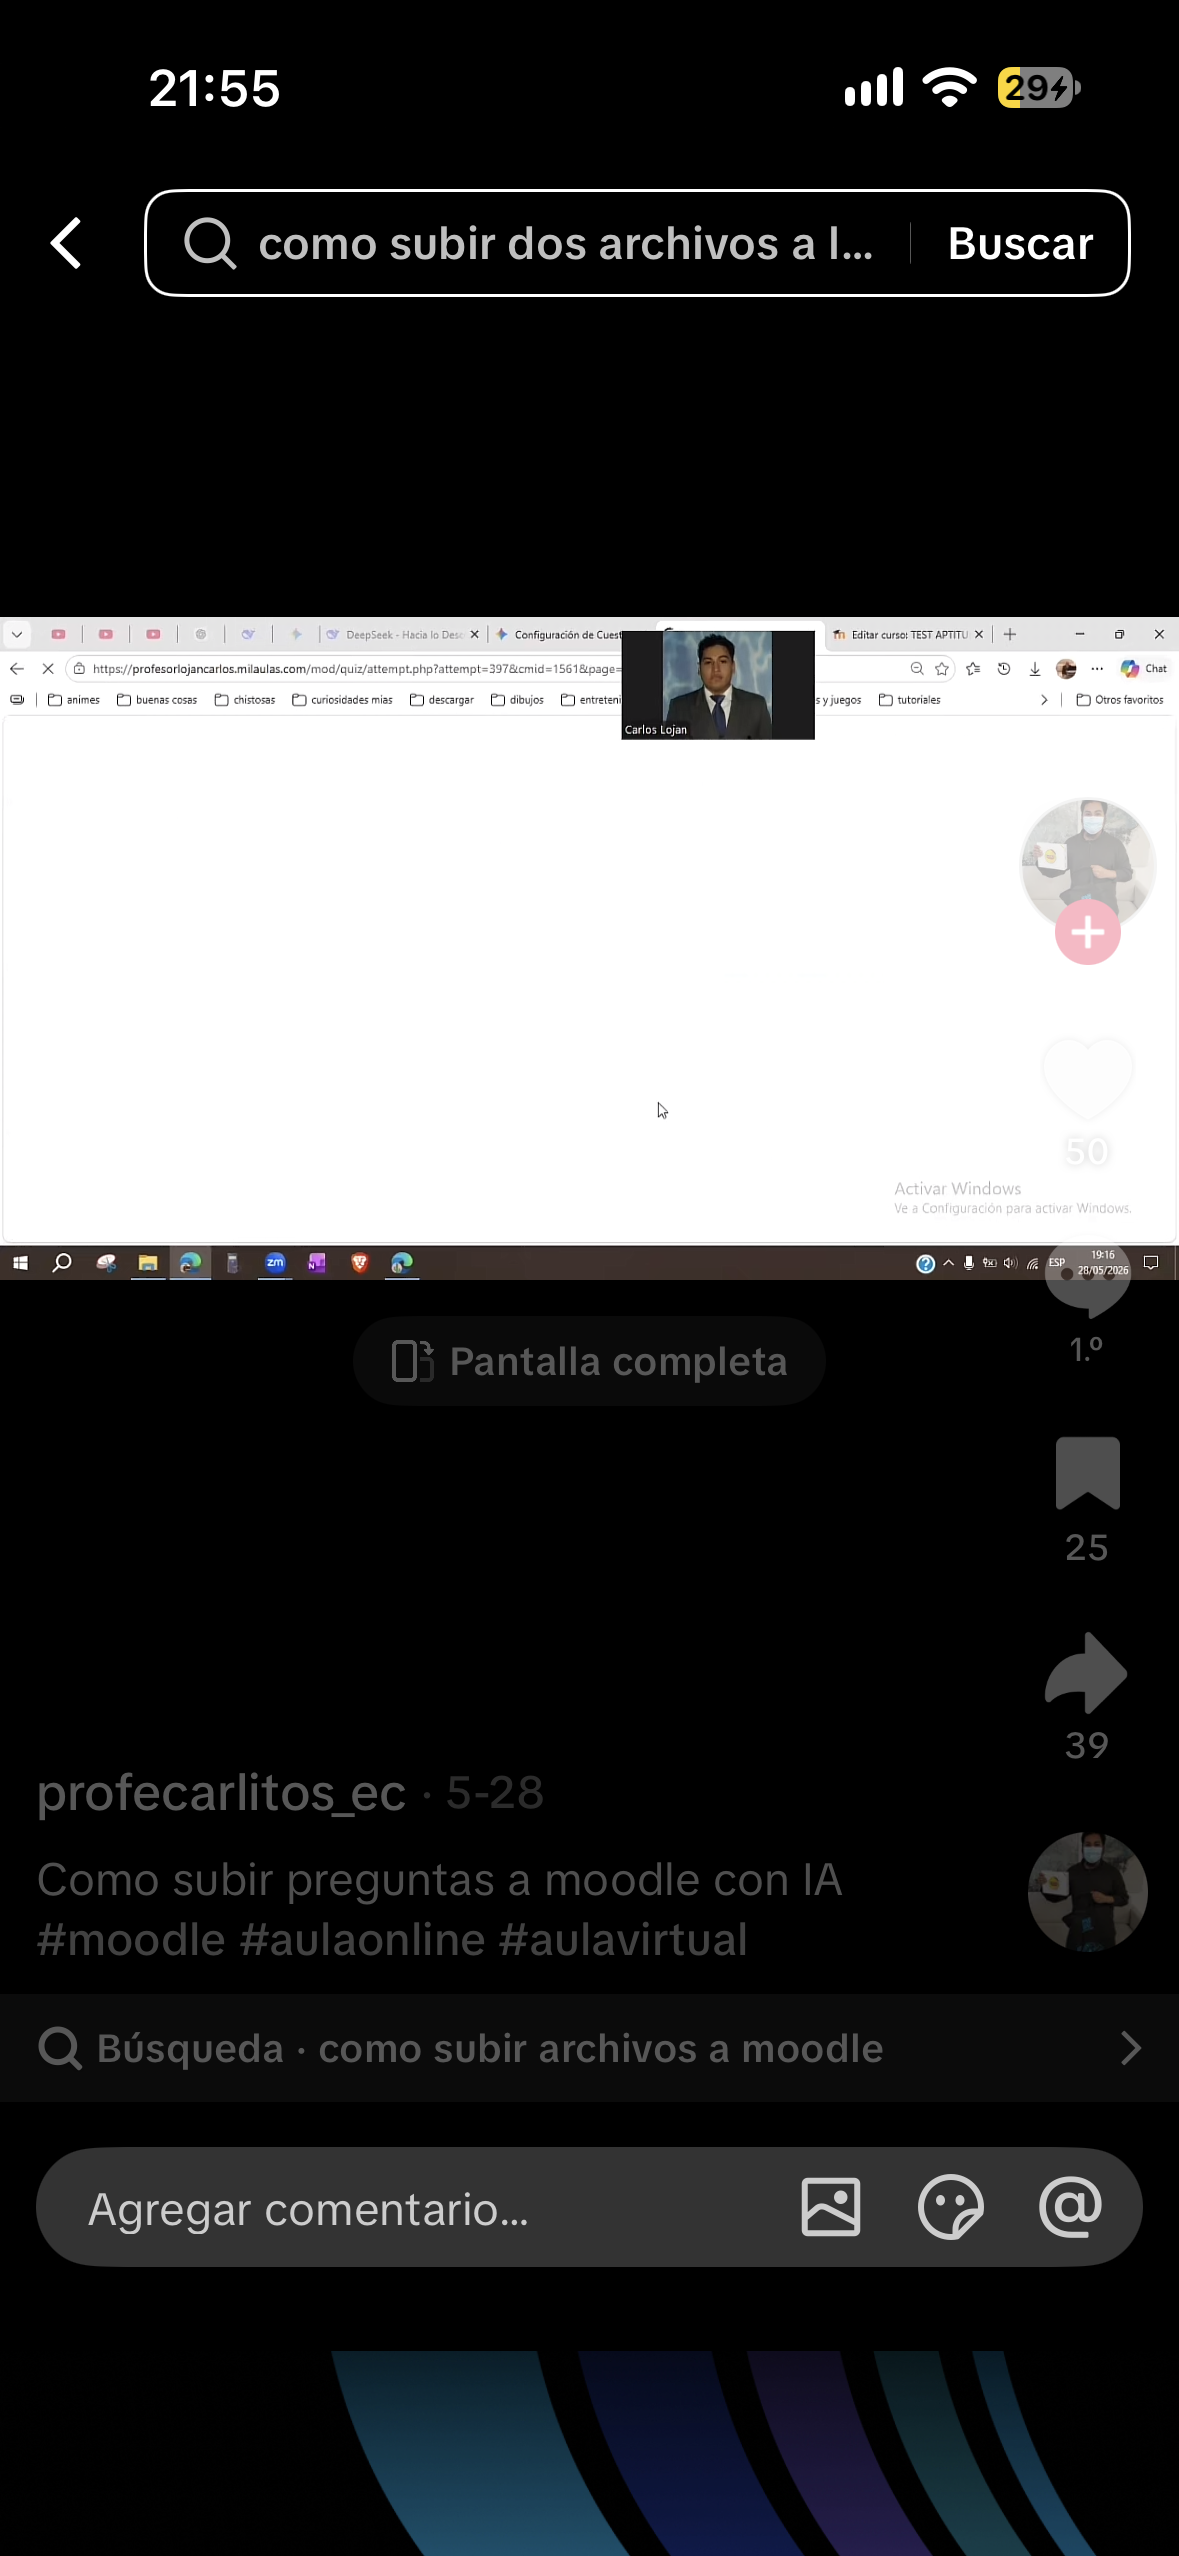 21:55
29
como subir dos archivos a l...
Buscar
DeepSeek - Hacia lo Des
Configuración de Cuest
Editar curso: TEST APTITU
https://profesorlojancarlos.milaulas.com/mod/quiz/attempt.php?attempt=397&cmid=1561&page=
Chat
animes
buenas cosas
chistosas
curiosidades mias
descargar
dibujos
entreteni
s y juegos
tutoriales
Otros favoritos
Carlos Lojan
50
Activar Windows
Ve a Configuración para activar Windows.
zm
N
ESP
19:16
28/05/2026
1.º
Pantalla completa
25
39
profecarlitos_ec · 5-28
Como subir preguntas a moodle con IA
#moodle #aulaonline #aulavirtual
Búsqueda · como subir archivos a moodle
Agregar comentario...